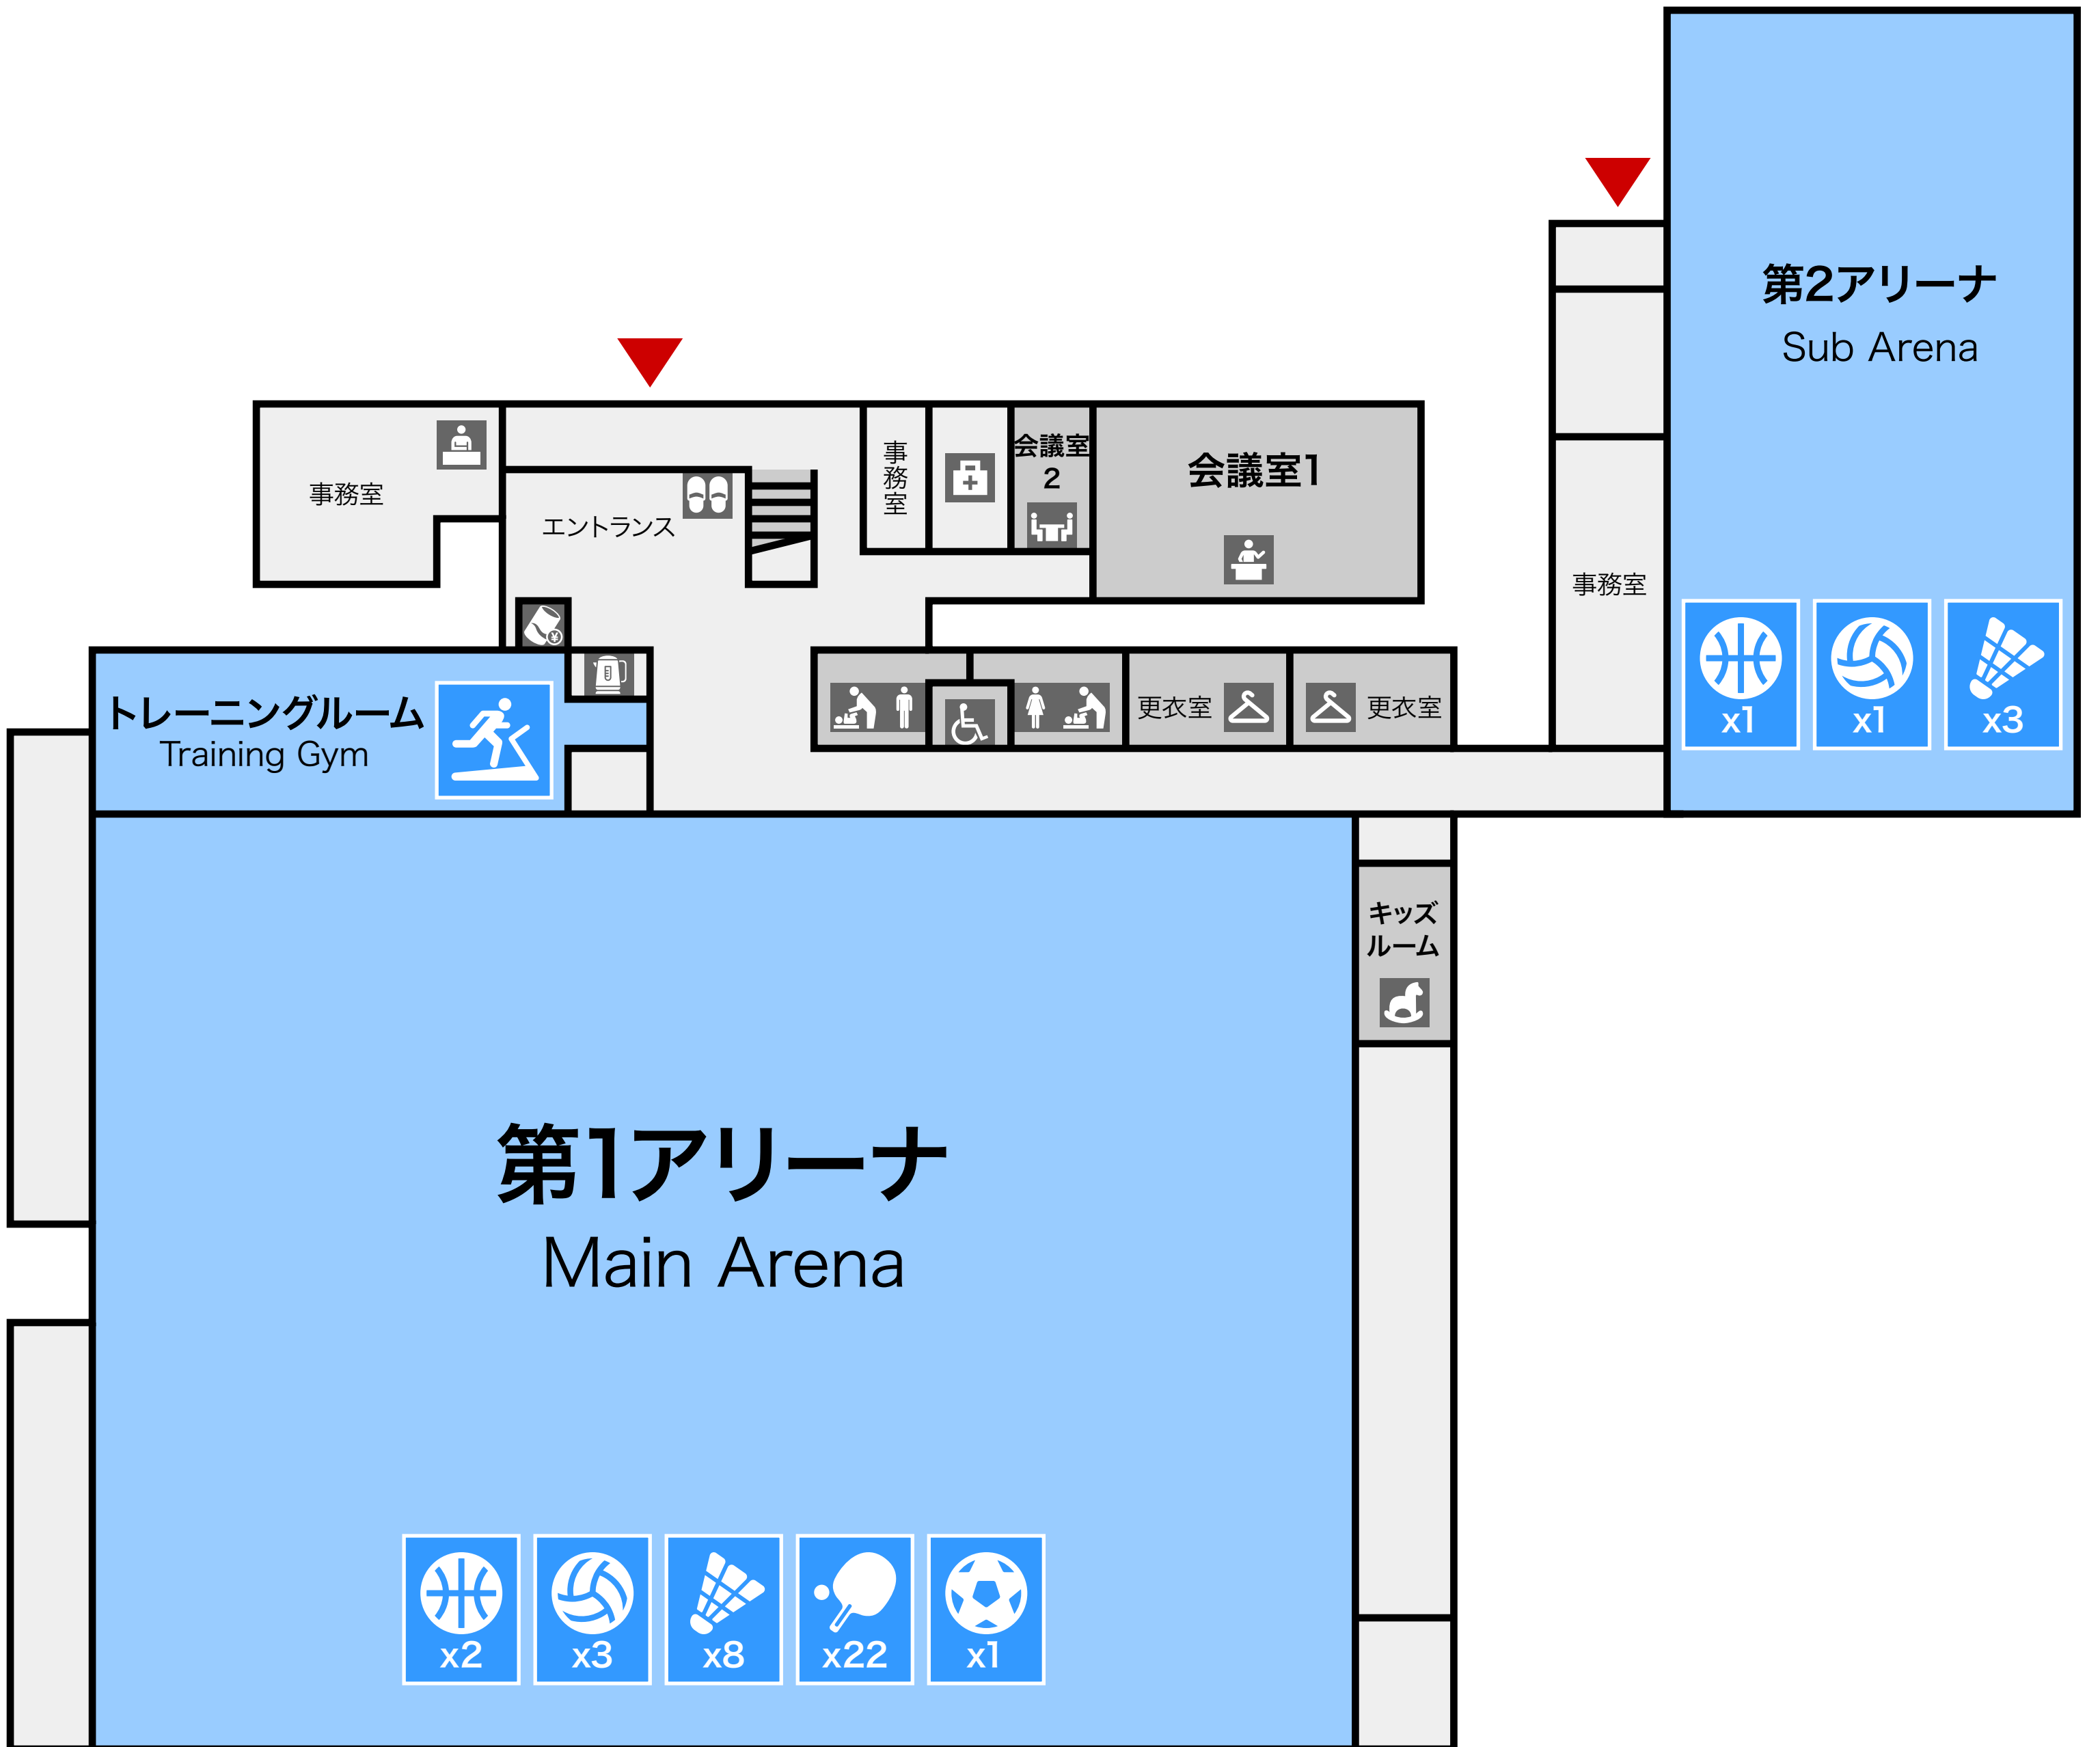 第2アリーナ
Sub Arena
事務室
エントランス
事務室
会議室
2
会議室1
事務室
x1
x1
x3
トレーニングルーム
Training Gym
更衣室
更衣室
キッズ
ルーム
第1アリーナ
Main Arena
x2
x3
x8
x22
x1
¥